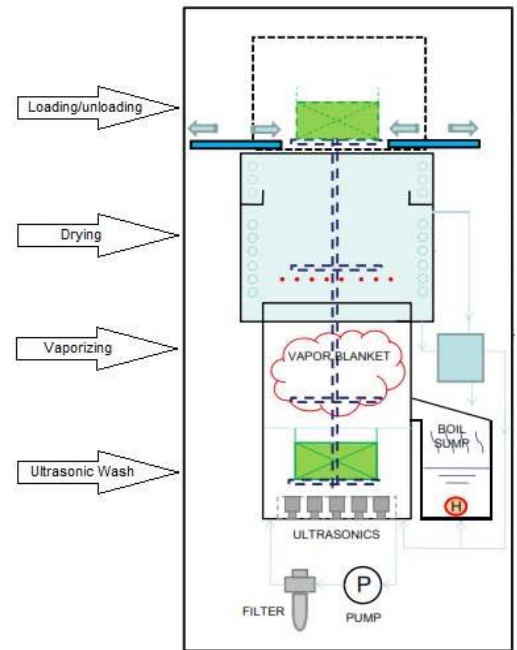 Loading/unloading
Drying
Vaporizing
VAPOR BLANKET
BOIL
SUMP
Ultrasonic Wash
H
ULTRASONICS
P
FILTER
PUMP